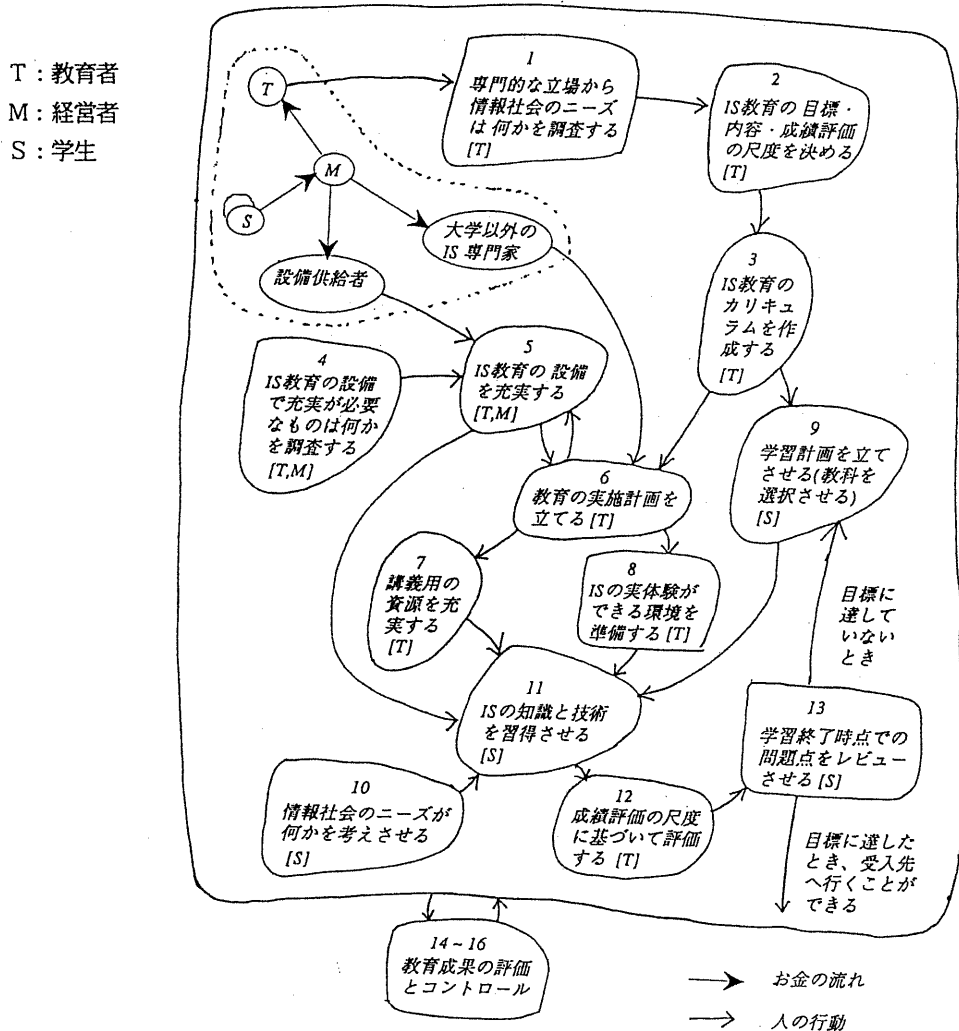 T：教育者
M：経営者
S：学生
T
M
S
大学以外の
IS 専門家
設備供給者
1
専門的な立場から
情報社会のニーズ
は何かを調査する
[T]
2
IS教育の目標・
内容・成績評価
の尺度を決める
[T]
3
IS教育の
カリキュ
ラムを作
成する
[T]
4
IS教育の設備
で充実が必要
なものは何か
を調査する
[T,M]
5
IS教育の設備
を充実する
[T,M]
6
教育の実施計画を
立てる [T]
7
講義用の
資源を充
実する
[T]
8
ISの実体験が
できる環境を
準備する [T]
9
学習計画を立て
させる(教科を
選択させる)
[S]
目標に
達して
いない
とき
10
情報社会のニーズが
何かを考えさせる
[S]
11
ISの知識と技術
を習得させる
[S]
12
成績評価の尺度
に基づいて評価
する [T]
13
学習終了時点での
問題点をレビュー
させる [S]
目標に達した
とき、受入先
へ行くことが
できる
14~16
教育成果の評価
とコントロール
お金の流れ
人の行動